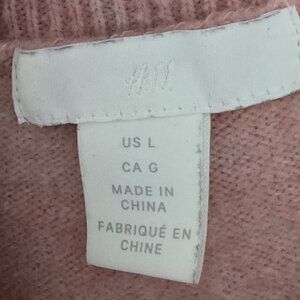 H&M
US L
CA G
MADE IN
CHINA
FABRIQUÉ EN
CHINE